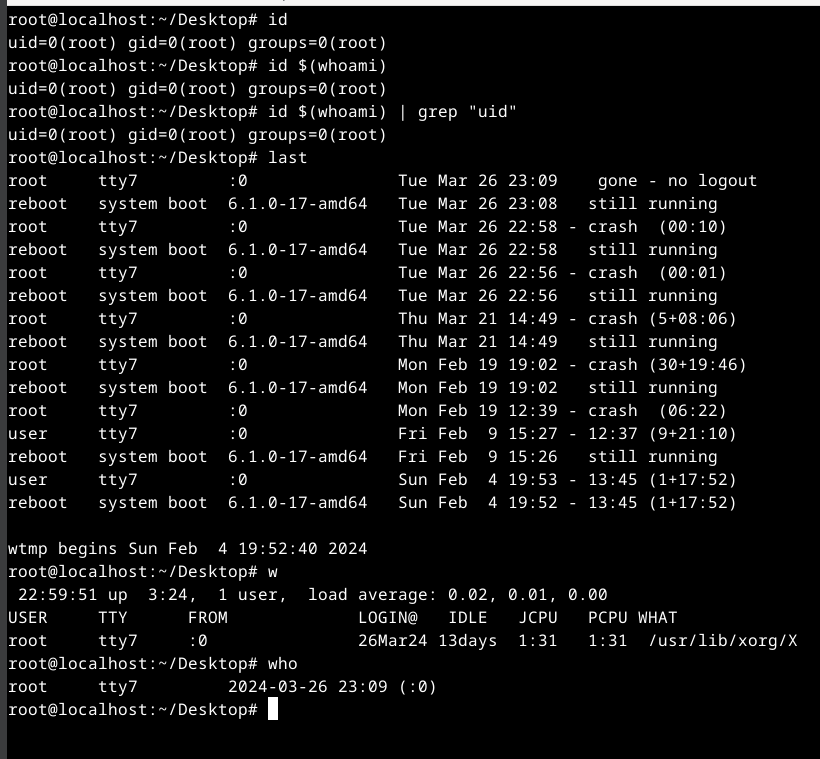 root@localhost:~/Desktop# id
uid=0(root) gid=0(root) groups=0(root)
root@localhost:~/Desktop# id $(whoami)
uid=0(root) gid=0(root) groups=0(root)
root@localhost:~/Desktop# id $(whoami) | grep "uid"
uid=0(root) gid=0(root) groups=0(root)
root@localhost:~/Desktop# last
root     tty7         :0               Tue Mar 26 23:09    gone - no logout
reboot   system boot  6.1.0-17-amd64   Tue Mar 26 23:08   still running
root     tty7         :0               Tue Mar 26 22:58 - crash  (00:10)
reboot   system boot  6.1.0-17-amd64   Tue Mar 26 22:58   still running
root     tty7         :0               Tue Mar 26 22:56 - crash  (00:01)
reboot   system boot  6.1.0-17-amd64   Tue Mar 26 22:56   still running
root     tty7         :0               Thu Mar 21 14:49 - crash (5+08:06)
reboot   system boot  6.1.0-17-amd64   Thu Mar 21 14:49   still running
root     tty7         :0               Mon Feb 19 19:02 - crash (30+19:46)
reboot   system boot  6.1.0-17-amd64   Mon Feb 19 19:02   still running
root     tty7         :0               Mon Feb 19 12:39 - crash  (06:22)
user     tty7         :0               Fri Feb  9 15:27 - 12:37 (9+21:10)
reboot   system boot  6.1.0-17-amd64   Fri Feb  9 15:26   still running
user     tty7         :0               Sun Feb  4 19:53 - 13:45 (1+17:52)
reboot   system boot  6.1.0-17-amd64   Sun Feb  4 19:52 - 13:45 (1+17:52)

wtmp begins Sun Feb  4 19:52:40 2024
root@localhost:~/Desktop# w
 22:59:51 up  3:24,  1 user,  load average: 0.02, 0.01, 0.00
USER     TTY      FROM             LOGIN@   IDLE   JCPU   PCPU WHAT
root     tty7     :0               26Mar24 13days  1:31   1:31  /usr/lib/xorg/X
root@localhost:~/Desktop# who
root     tty7         2024-03-26 23:09 (:0)
root@localhost:~/Desktop#